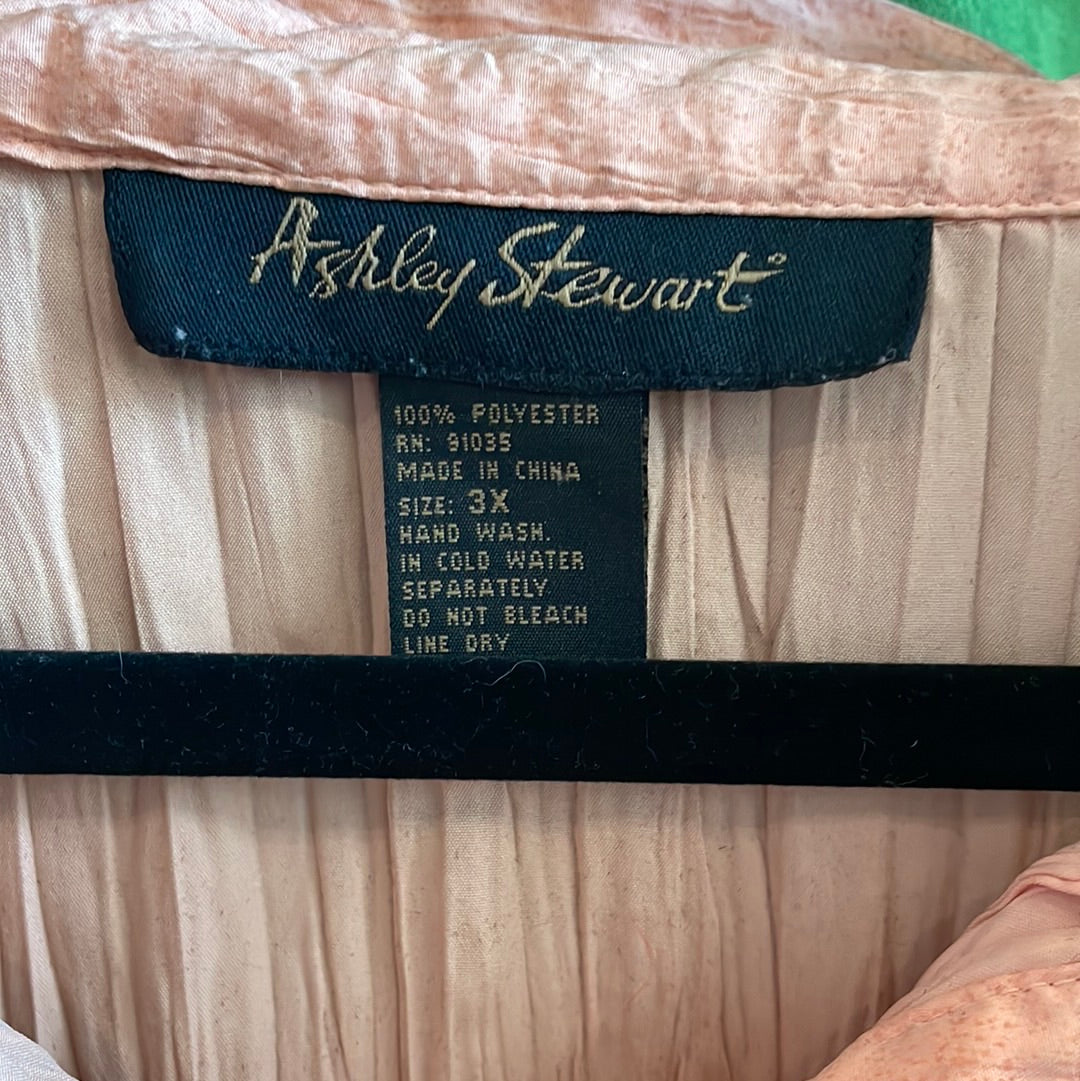 Ashley Stewart
100% POLYESTER
RN: 91035
MADE IN CHINA
SIZE: 3X
HAND WASH.
IN COLD WATER
SEPARATELY
DO NOT BLEACH
LINE DRY